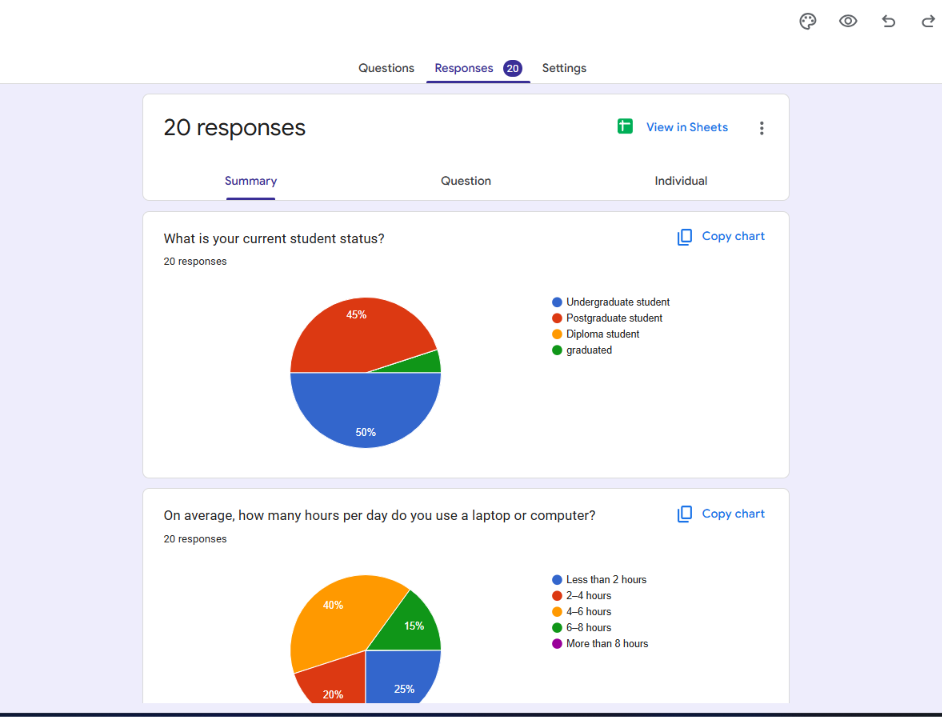 Questions Responses 20 Settings
20 responses
View in Sheets
Summary Question Individual
What is your current student status?
Copy chart
20 responses
45%
50%
Undergraduate student
Postgraduate student
Diploma student
graduated
On average, how many hours per day do you use a laptop or computer?
Copy chart
20 responses
40%
15%
20%
25%
Less than 2 hours
2–4 hours
4–6 hours
6–8 hours
More than 8 hours